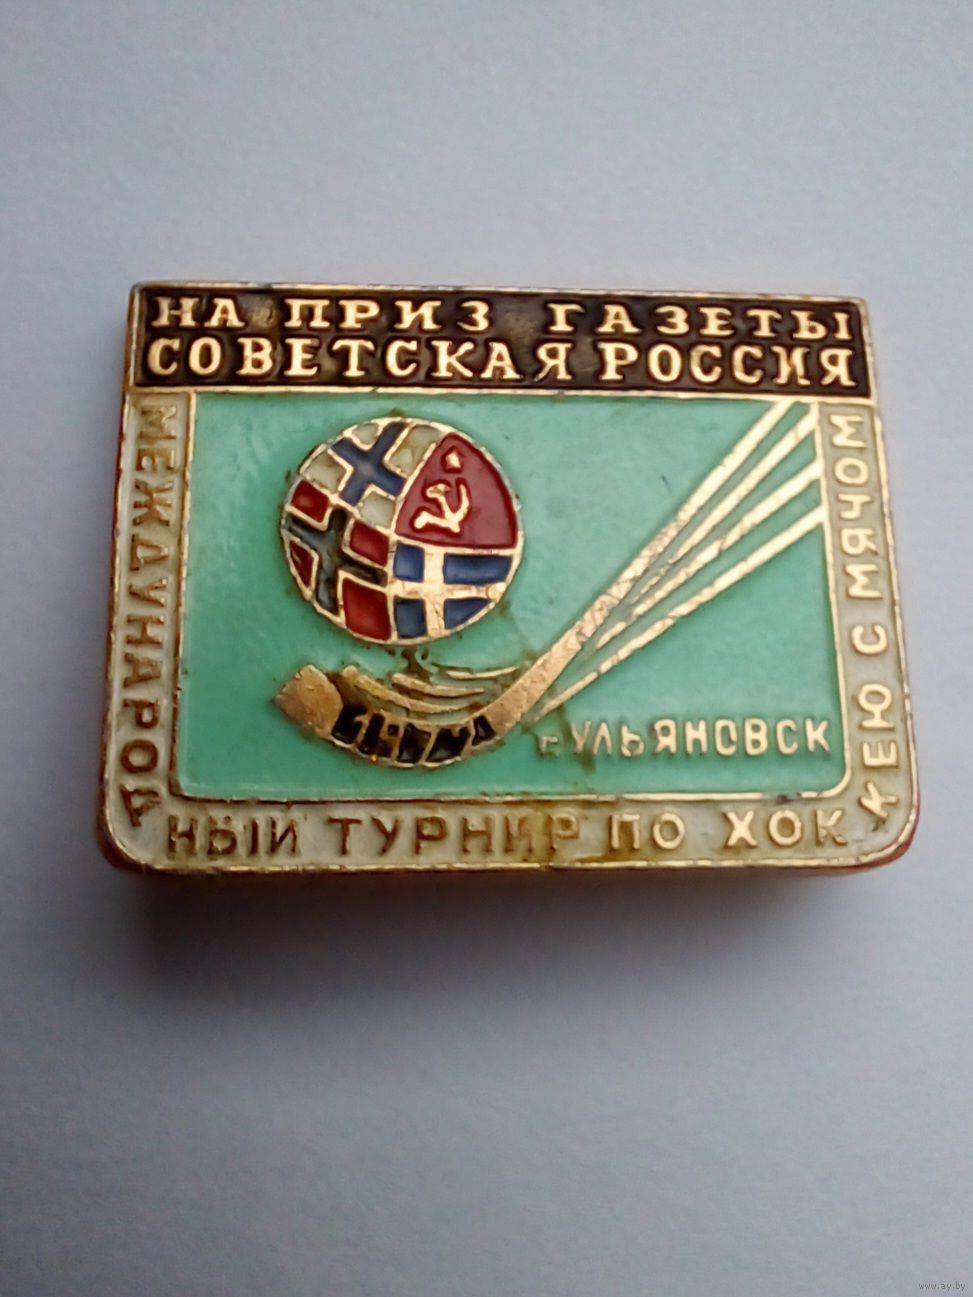 НА ПРИЗ ГАЗЕТЫ
СОВЕТСКАЯ РОССИЯ
МЕЖДУНАРОД
НЫЙ ТУРНИР ПО ХОК
КЕЮ С МЯЧОМ
г. УЛЬЯНОВСК
www.ay.by